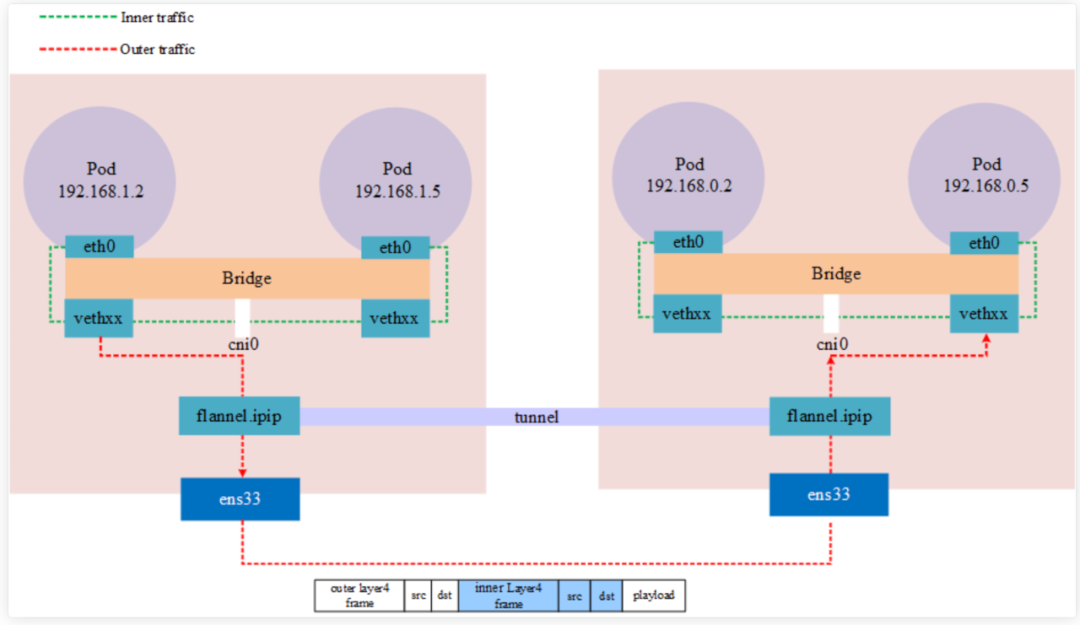 Inner traffic
Outer traffic
Pod
192.168.1.2
Pod
192.168.1.5
Pod
192.168.0.2
Pod
192.168.0.5
eth0
eth0
eth0
eth0
Bridge
Bridge
vethxx
vethxx
vethxx
vethxx
cni0
cni0
flannel.ipip
tunnel
flannel.ipip
ens33
ens33
outer layer4
frame
src
dst
inner Layer4
frame
src
dst
playload